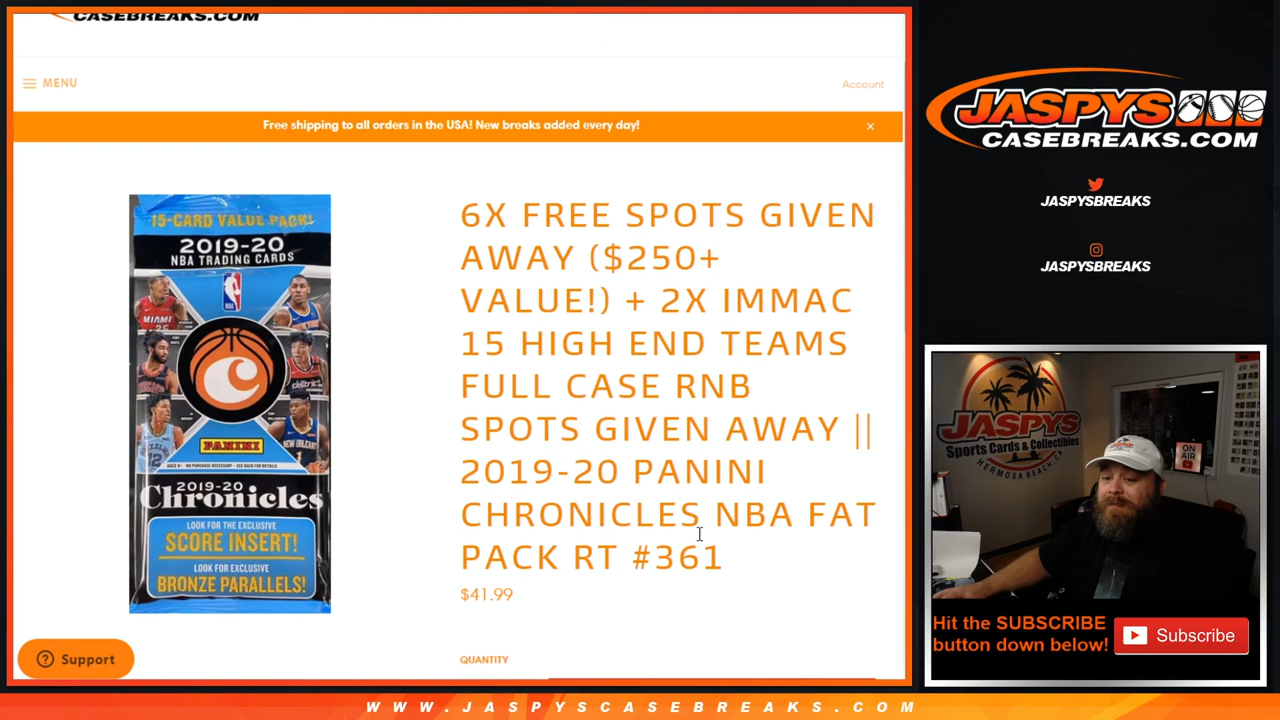 CASEBREAKS.COM
MENU
Account
Free shipping to all orders in the USA! New breaks added every day!
×
15-CARD VALUE PACK!
2019-20
NBA TRADING CARDS
NBA
MIAMI
PANINI
NEW ORLEANS
2019-20
Chronicles
LOOK FOR THE EXCLUSIVE
SCORE INSERT!
LOOK FOR EXCLUSIVE
BRONZE PARALLELS!
6X FREE SPOTS GIVEN
AWAY ($250+
VALUE!) + 2X IMMAC
15 HIGH END TEAMS
FULL CASE RNB
SPOTS GIVEN AWAY ||
2019-20 PANINI
CHRONICLES NBA FAT
PACK RT #361
$41.99
QUANTITY
Support
JASPYS
CASEBREAKS.COM
JASPYSBREAKS
JASPYSBREAKS
JASPYS
Sports Cards & Collectibles
HERMOSA BEACH, CA
ON AIR
Hit the SUBSCRIBE
button down below!
Subscribe
WWW.JASPYSCASEBREAKS.COM